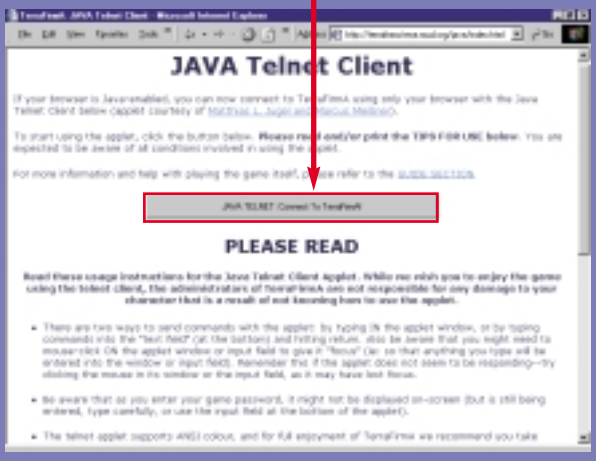 TerraFirmA JAVA Telnet Client - Microsoft Internet Explorer
File Edit View Favorites
JAVA Telnet Client
If your browser is Java-enabled, you can now connect to TerraFirmA using only your browser with the Java
Telnet Client below (applet courtesy of Matthias L. Jugel and Marcus Meißner).
To start using the applet, click the button below. Please read and/or print the TIPS FOR USE below. You are
expected to be aware of all conditions involved in using the applet.
For more information and help with playing the game itself, please refer to the GUIDE SECTION.
JAVA TELNET: Connect To TerraFirmA!
PLEASE READ
Read these usage instructions for the Java Telnet Client Applet. While we wish you to enjoy the game
using the telnet client, the administrators of TerraFirmA are not responsible for any damage to your
character that is a result of not knowing how to use the applet.
• There are two ways to send commands with the applet: by typing IN the applet window, or by typing
commands into the "text field" (at the bottom) and hitting return. Also be aware that you might need to
mouse-click ON the applet window or input field to give it "focus" (ie: so that anything you type will be
entered into the window or input field). Remember this if the applet does not seem to be responding--try
clicking the mouse in its window or the input field, as it may have lost focus.
• Be aware that as you enter your game password, it might not be displayed on-screen (but is still being
entered, type carefully, or use the input field at the bottom of the applet).
• The telnet applet supports ANSI colour, and for full enjoyment of TerraFirmA we recommend you take